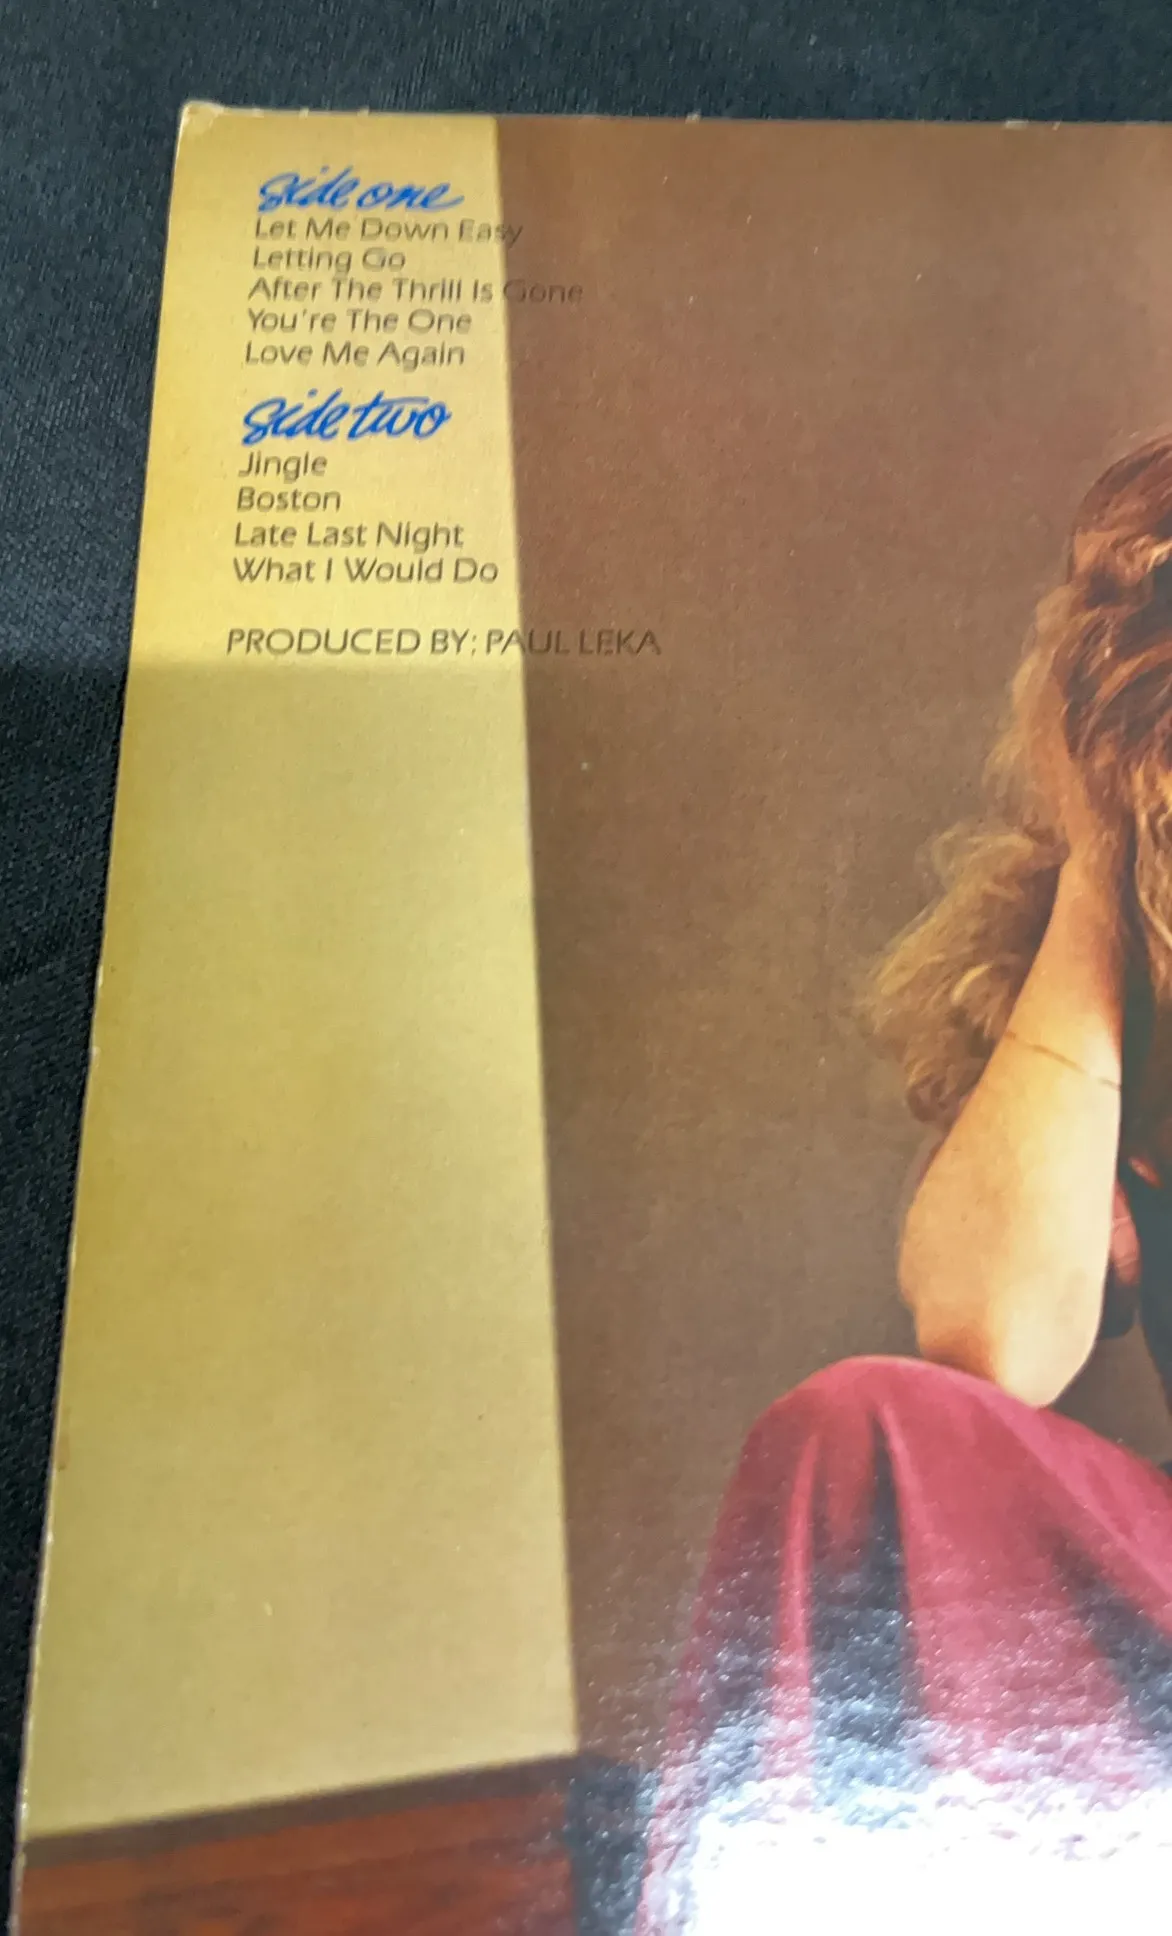 side one
Let Me Down Easy
Letting Go
After The Thrill Is Gone
You're The One
Love Me Again
side two
Jingle
Boston
Late Last Night
What I Would Do
PRODUCED BY: PAUL LEKA